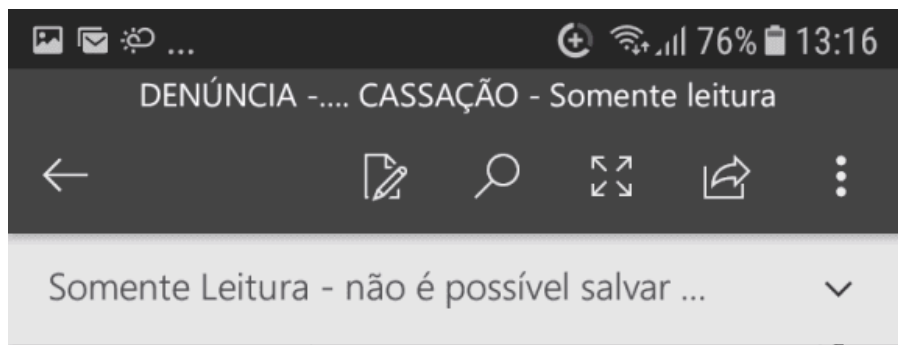 ... 76% 13:16
DENÚNCIA -.... CASSAÇÃO - Somente leitura
Somente Leitura - não é possível salvar ...